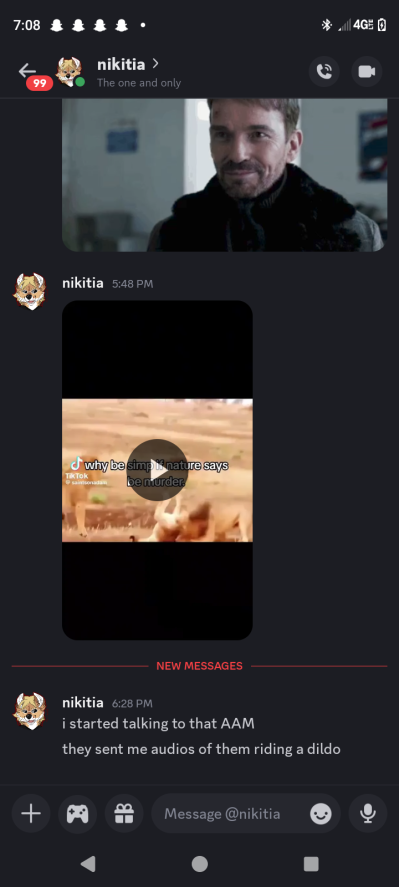 7:08
4G
99
nikitia
The one and only
nikitia 5:48 PM
TikTok
why be simp if nature says
be murder.
NEW MESSAGES
nikitia 6:28 PM
i started talking to that AAM
they sent me audios of them riding a dildo
Message @nikitia